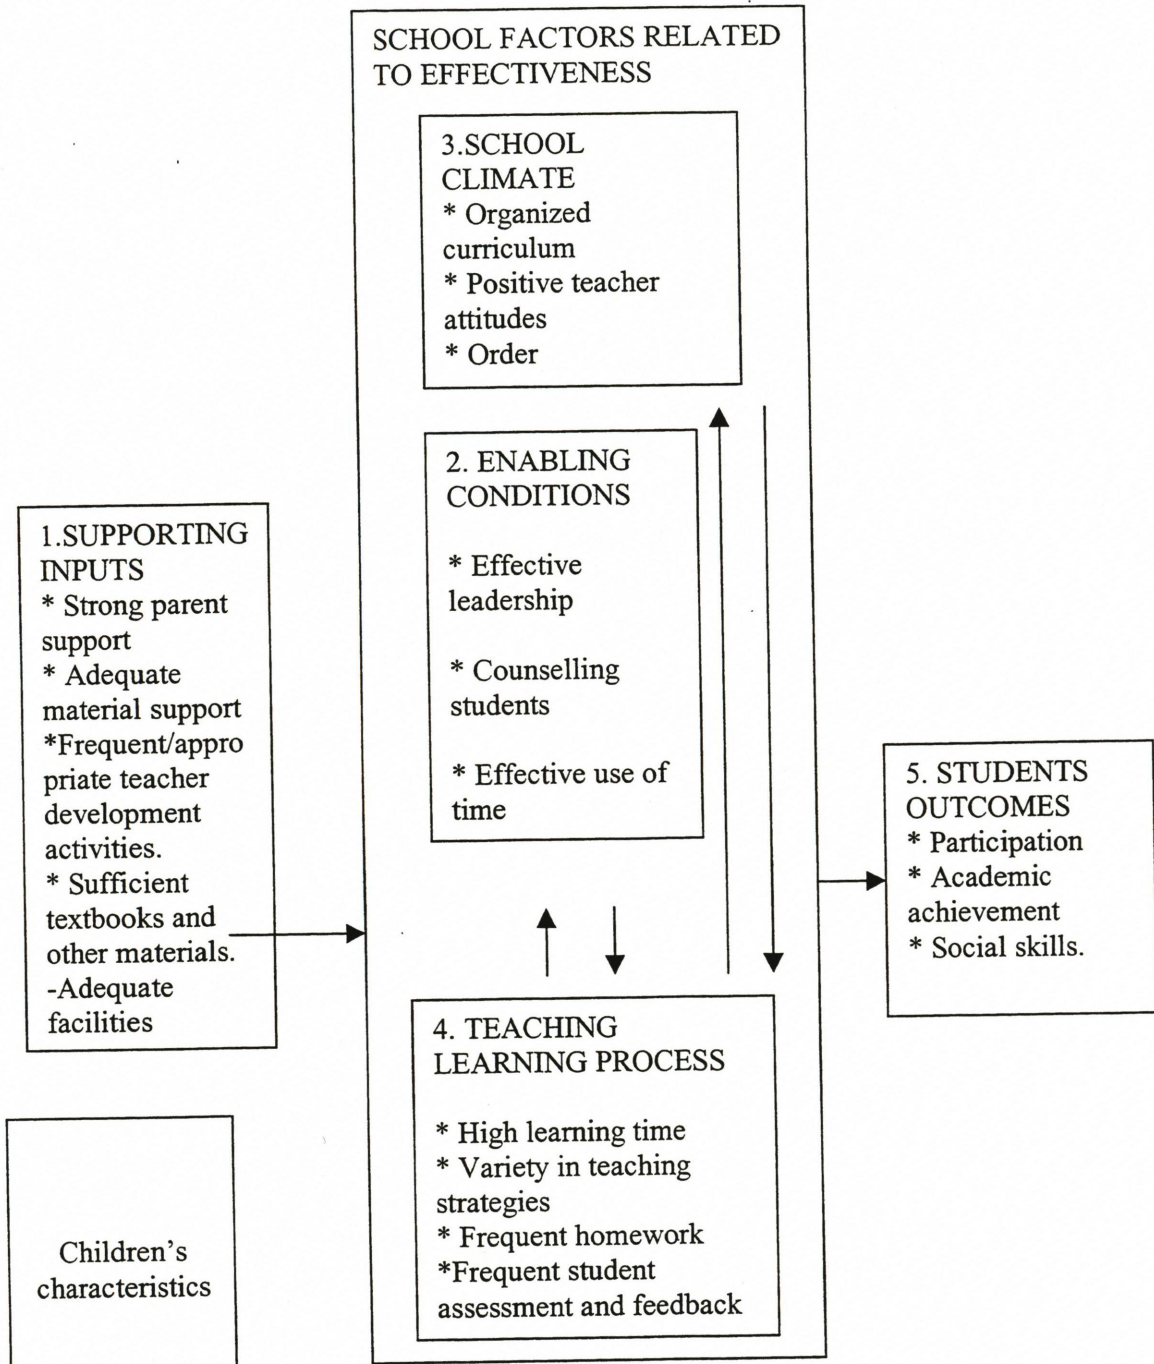 SCHOOL FACTORS RELATED
TO EFFECTIVENESS
3.SCHOOL
CLIMATE
* Organized
curriculum
* Positive teacher
attitudes
* Order
2. ENABLING
CONDITIONS
* Effective
leadership
* Counselling
students
* Effective use of
time
1.SUPPORTING
INPUTS
* Strong parent
support
* Adequate
material support
*Frequent/appro
priate teacher
development
activities.
* Sufficient
textbooks and
other materials.
-Adequate
facilities
5. STUDENTS
OUTCOMES
* Participation
* Academic
achievement
* Social skills.
4. TEACHING
LEARNING PROCESS
* High learning time
* Variety in teaching
strategies
* Frequent homework
*Frequent student
assessment and feedback
Children's
characteristics